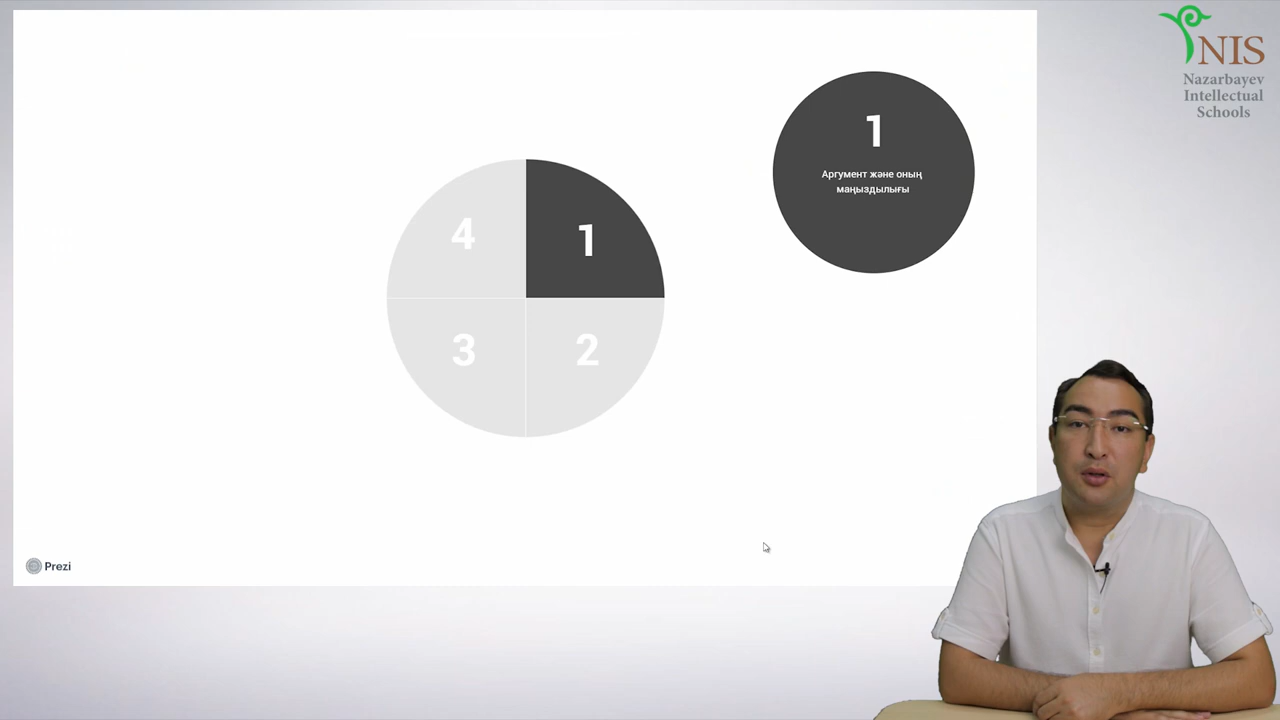 NIS
Nazarbayev
Intellectual
Schools
1
Аргумент және оның
маңыздылығы
4
1
3
2
Prezi